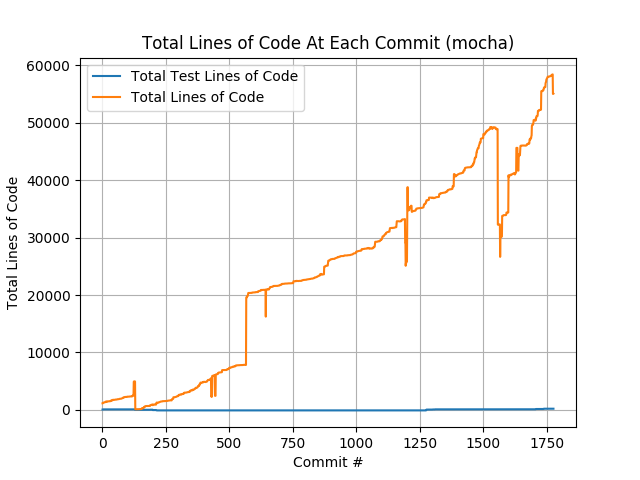 Total Lines of Code At Each Commit (mocha)
Total Test Lines of Code
Total Lines of Code
Total Lines of Code
60000
50000
40000
30000
20000
10000
0
0 250 500 750 1000 1250 1500 1750
Commit #